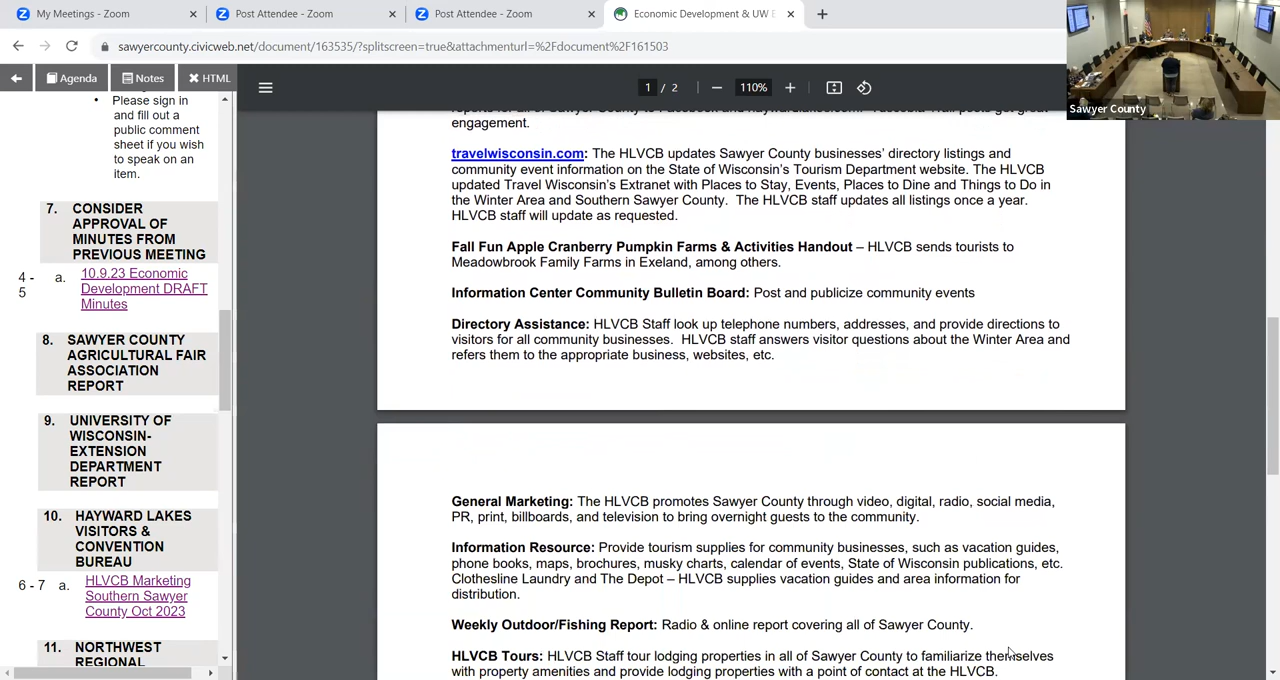 My Meetings - Zoom
Post Attendee - Zoom
Post Attendee - Zoom
Economic Development & UW E
sawyercounty.civicweb.net/document/163535/?splitscreen=true&attachmenturl=%2Fdocument%2F161503
Agenda
Notes
HTML
1 / 2
110%
Sawyer County
• Please sign in
and fill out a
public comment
sheet if you wish
to speak on an
item.
7. CONSIDER
APPROVAL OF
MINUTES FROM
PREVIOUS MEETING
4 - 5
a. 10.9.23 Economic
Development DRAFT
Minutes
8. SAWYER COUNTY
AGRICULTURAL FAIR
ASSOCIATION
REPORT
9. UNIVERSITY OF
WISCONSIN-
EXTENSION
DEPARTMENT
REPORT
10. HAYWARD LAKES
VISITORS &
CONVENTION
BUREAU
6 - 7 a. HLVCB Marketing
Southern Sawyer
County Oct 2023
11. NORTHWEST
REGIONAL
engagement.
travelwisconsin.com: The HLVCB updates Sawyer County businesses' directory listings and
community event information on the State of Wisconsin's Tourism Department website. The HLVCB
updated Travel Wisconsin's Extranet with Places to Stay, Events, Places to Dine and Things to Do in
the Winter Area and Southern Sawyer County. The HLVCB staff updates all listings once a year.
HLVCB staff will update as requested.
Fall Fun Apple Cranberry Pumpkin Farms & Activities Handout – HLVCB sends tourists to
Meadowbrook Family Farms in Exeland, among others.
Information Center Community Bulletin Board: Post and publicize community events
Directory Assistance: HLVCB Staff look up telephone numbers, addresses, and provide directions to
visitors for all community businesses. HLVCB staff answers visitor questions about the Winter Area and
refers them to the appropriate business, websites, etc.
General Marketing: The HLVCB promotes Sawyer County through video, digital, radio, social media,
PR, print, billboards, and television to bring overnight guests to the community.
Information Resource: Provide tourism supplies for community businesses, such as vacation guides,
phone books, maps, brochures, musky charts, calendar of events, State of Wisconsin publications, etc.
Clothesline Laundry and The Depot – HLVCB supplies vacation guides and area information for
distribution.
Weekly Outdoor/Fishing Report: Radio & online report covering all of Sawyer County.
HLVCB Tours: HLVCB Staff tour lodging properties in all of Sawyer County to familiarize themselves
with property amenities and provide lodging properties with a point of contact at the HLVCB.